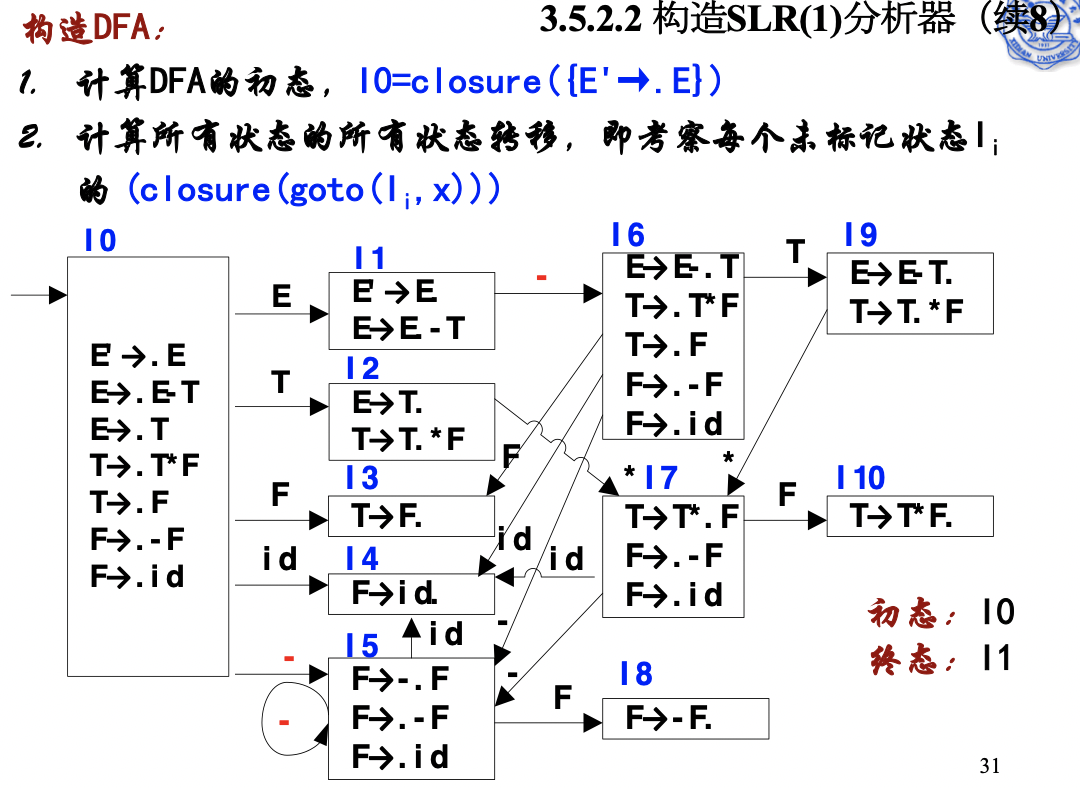 构造DFA:
3.5.2.2 构造SLR(1)分析器（续8）
1. 计算DFA的初态，I0=closure({E'→.E})
2. 计算所有状态的所有状态转移，即考察每个未标记状态Ii
的 (closure(goto(Ii,x)))
I0
E'→.E
E→.E-T
E→.T
T→.T*F
T→.F
F→.-F
F→.id
E
T
F
id
-
-
I1
E'→E.
E→E.-T
I2
E→T.
T→T.*F
I3
T→F.
I4
F→id.
id
I5
F→-.F
F→.-F
F→.id
-
F
id
id
-
-
F
I6
E→E-.T
T→.T*F
T→.F
F→.-F
F→.id
*
I7
*
T→T*.F
F→.-F
F→.id
I8
F→-F.
T
I9
E→E-T.
T→T.*F
F
I10
T→T*F.
初态：I0
终态：I1
31